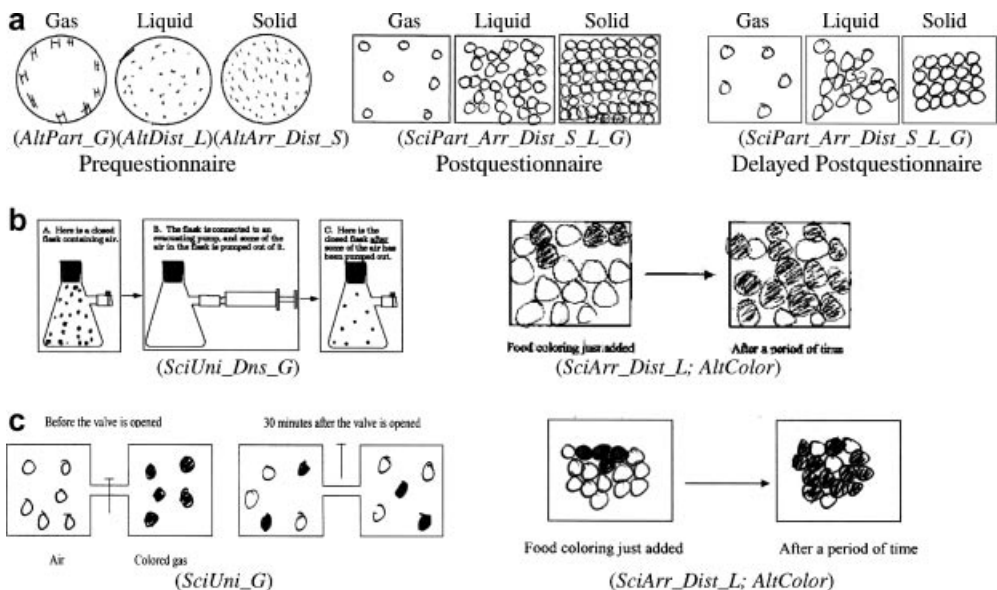 a
Gas Liquid Solid
Gas Liquid Solid
Gas Liquid Solid
(AltPart_G)(AltDist_L)(AltArr_Dist_S)
(SciPart_Arr_Dist_S_L_G)
(SciPart_Arr_Dist_S_L_G)
Prequestionnaire
Postquestionnaire
Delayed Postquestionnaire
b
A. Here is a closed
flask containing air.
B. The flask is connected to an
evacuating pump, and some of the
air in the flask is pumped out of it.
C. Here is the
closed flask after
some of the air has
been pumped out.
(SciUni_Dns_G)
Food coloring just added
After a period of time
(SciArr_Dist_L; AltColor)
c
Before the valve is opened
30 minutes after the valve is opened
Air
Colored gas
(SciUni_G)
Food coloring just added
After a period of time
(SciArr_Dist_L; AltColor)